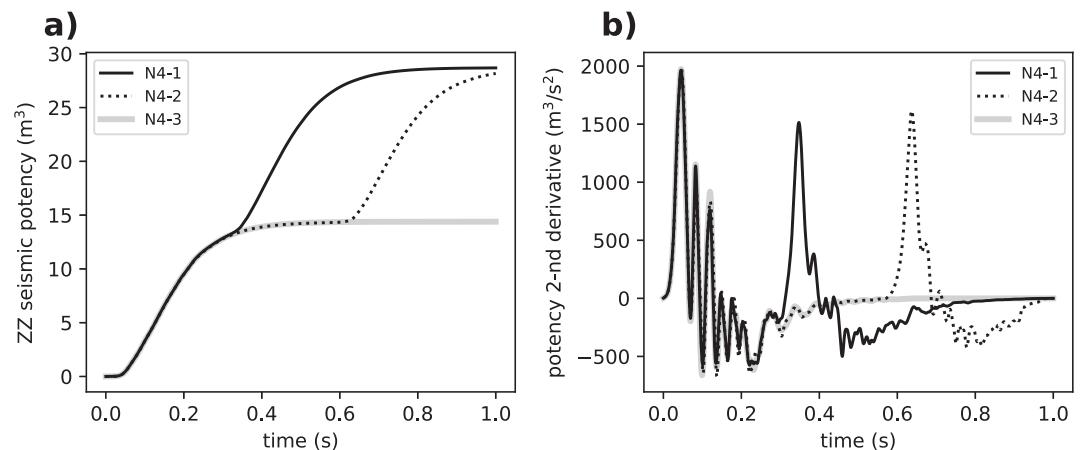 a)
ZZ seismic potency (m³)
30
25
20
15
10
5
0
N4-1
N4-2
N4-3
0.0 0.2 0.4 0.6 0.8 1.0
time (s)
b)
potency 2-nd derivative (m³/s²)
2000
1500
1000
500
0
−500
N4-1
N4-2
N4-3
0.0 0.2 0.4 0.6 0.8 1.0
time (s)